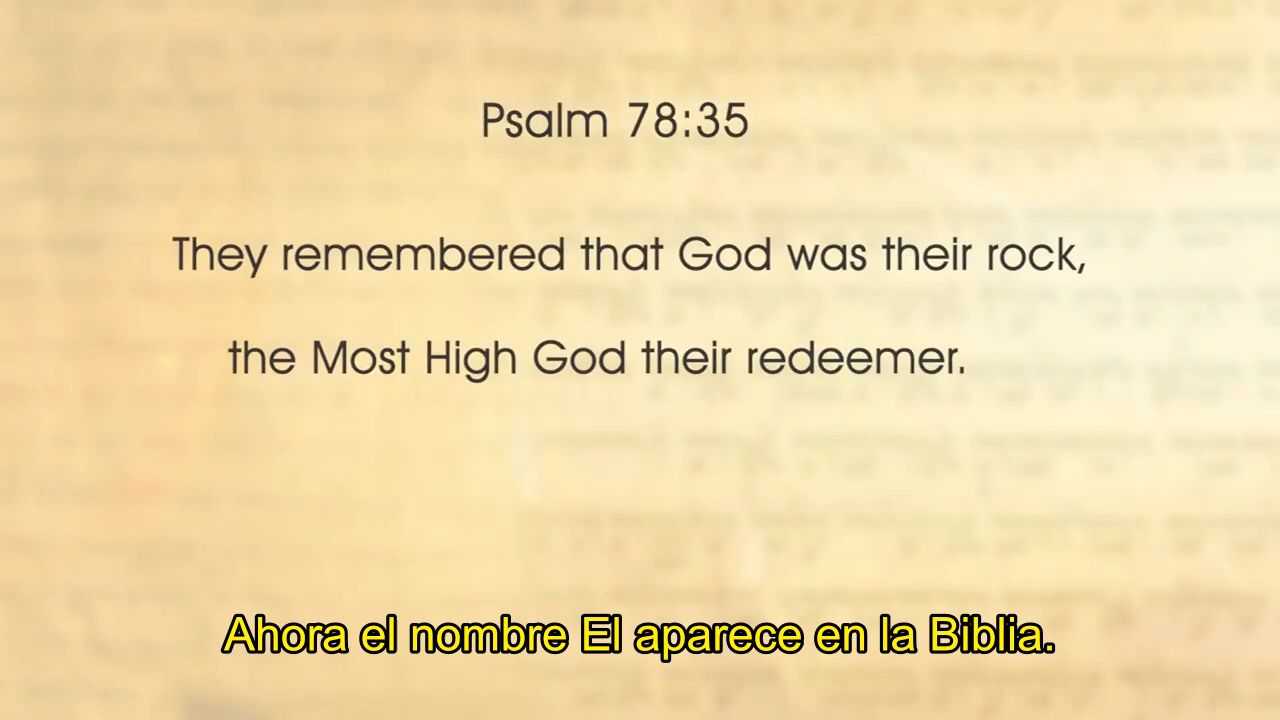 Psalm 78:35
They remembered that God was their rock,
the Most High God their redeemer.
Ahora el nombre El aparece en la Biblia.